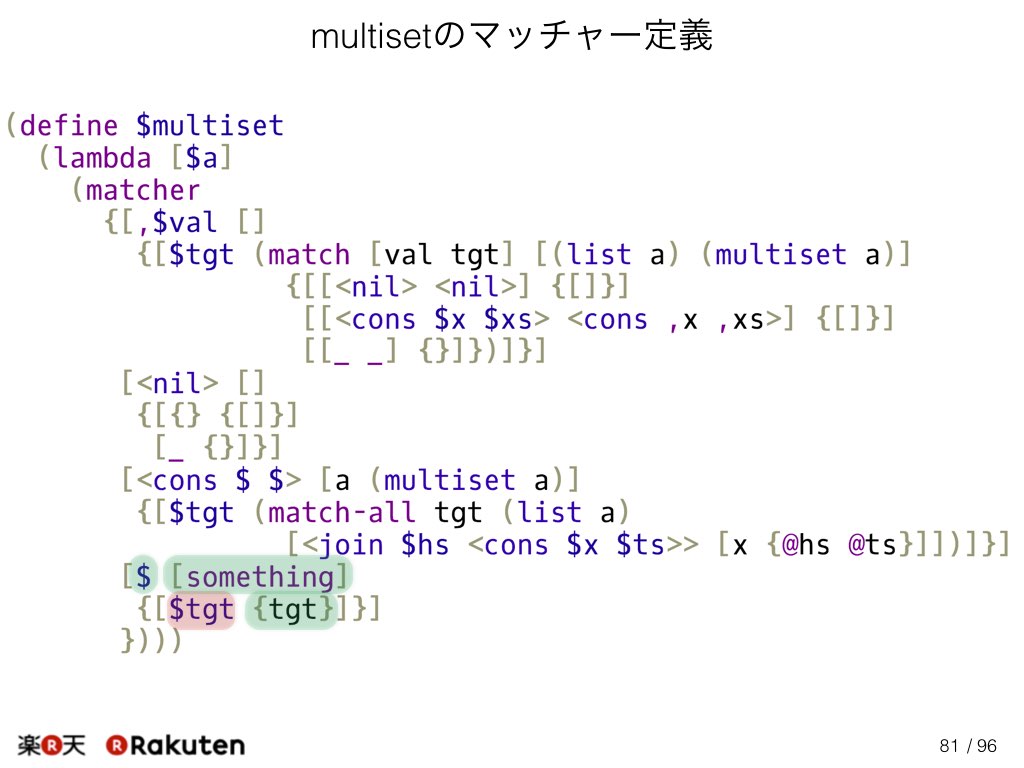 multisetのマッチャー定義
(define $multiset
  (lambda [$a]
    (matcher
      {[,$val []
        {[$tgt (match [val tgt] [(list a) (multiset a)]
                 {[[<nil> <nil>] {[]}]
                  [[<cons $x $xs> <cons ,x ,xs>] {[]}]
                  [[_ _] {}]})]}]
       [<nil> []
        {[{} {[]}]
         [_ {}]}]
       [<cons $ $> [a (multiset a)]
        {[$tgt (match-all tgt (list a)
                 [<join $hs <cons $x $ts>> [x {@hs @ts}]])]}]
       [$ [something]
        {[$tgt {tgt}]}]
       })))
楽R天 R Rakuten
81 / 96